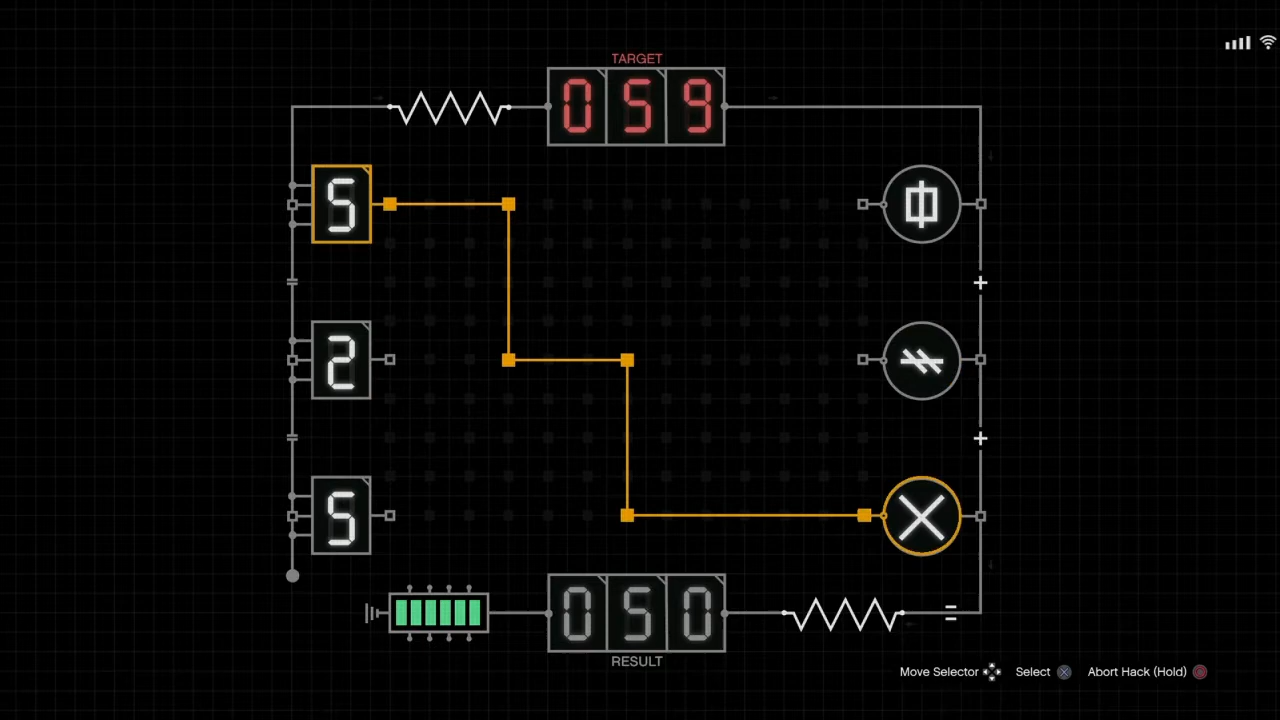 TARGET
059
5
2
5
+
+
=
050
RESULT
Move Selector Select Abort Hack (Hold)